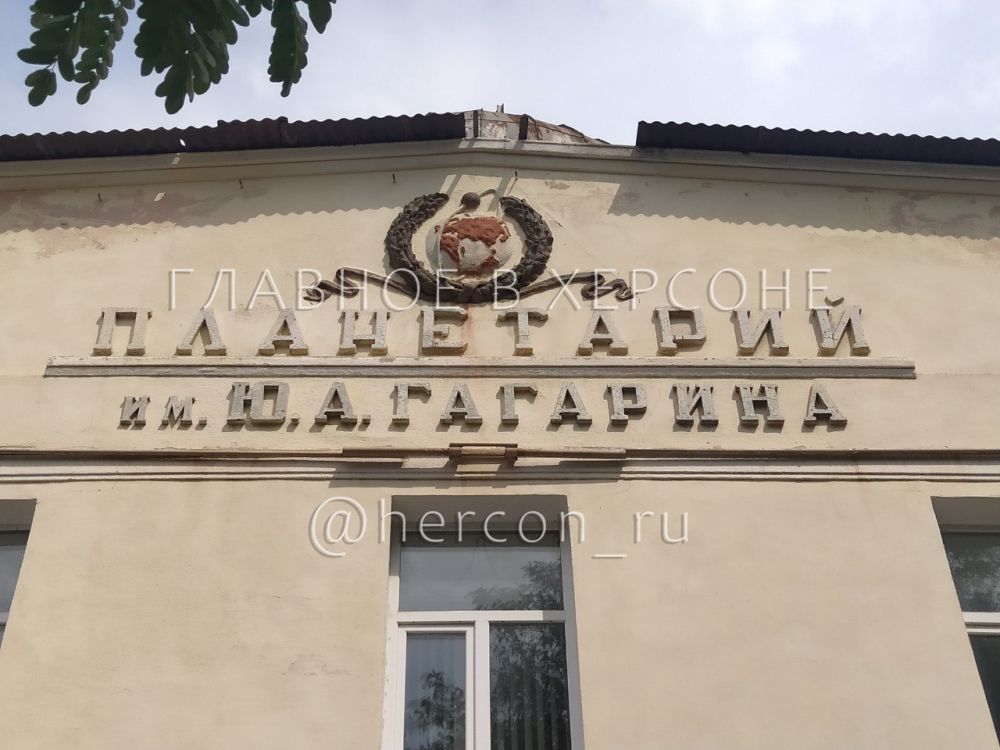 ГЛАВНОЕ В ХЕРСОНЕ
ПЛАНЕТАРИЙ
им. Ю.А.ГАГАРИНА
@hercon_ru